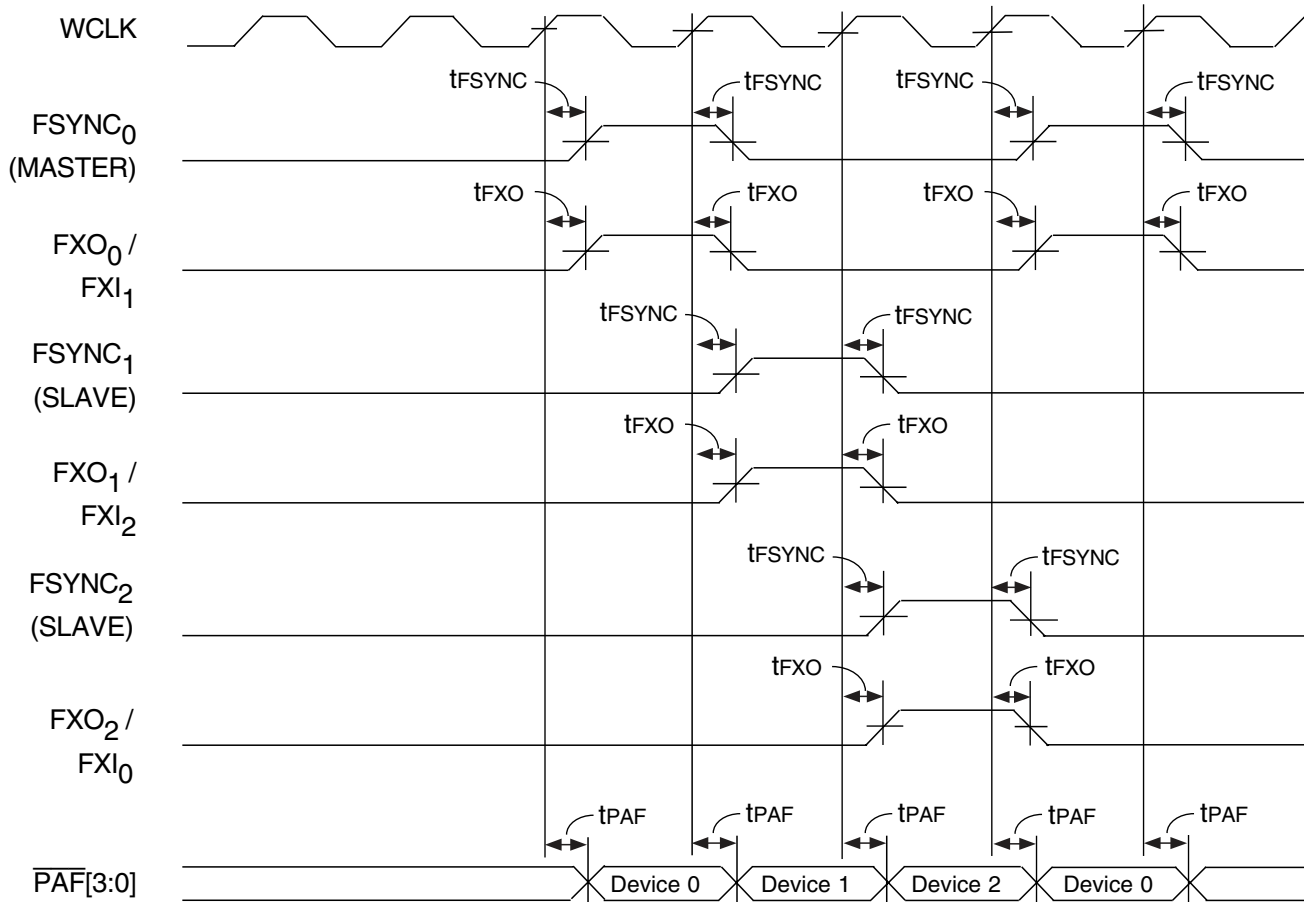 WCLK
tFSYNC tFSYNC tFSYNC tFSYNC
FSYNC0
(MASTER)
tFXO tFXO tFXO tFXO
FXO0 /
FXI1
tFSYNC tFSYNC
FSYNC1
(SLAVE)
tFXO tFXO
FXO1 /
FXI2
tFSYNC tFSYNC
FSYNC2
(SLAVE)
tFXO tFXO
FXO2 /
FXI0
tPAF tPAF tPAF tPAF tPAF
P̅A̅F̅[3:0] Device 0 Device 1 Device 2 Device 0